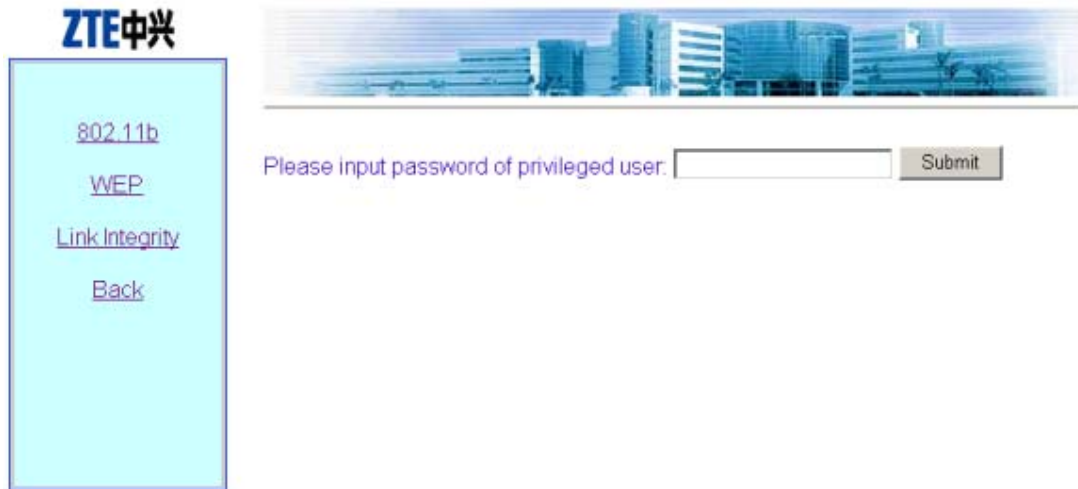 ZTE中兴
802.11b
WEP
Link Integrity
Back
Please input password of privileged user:
Submit